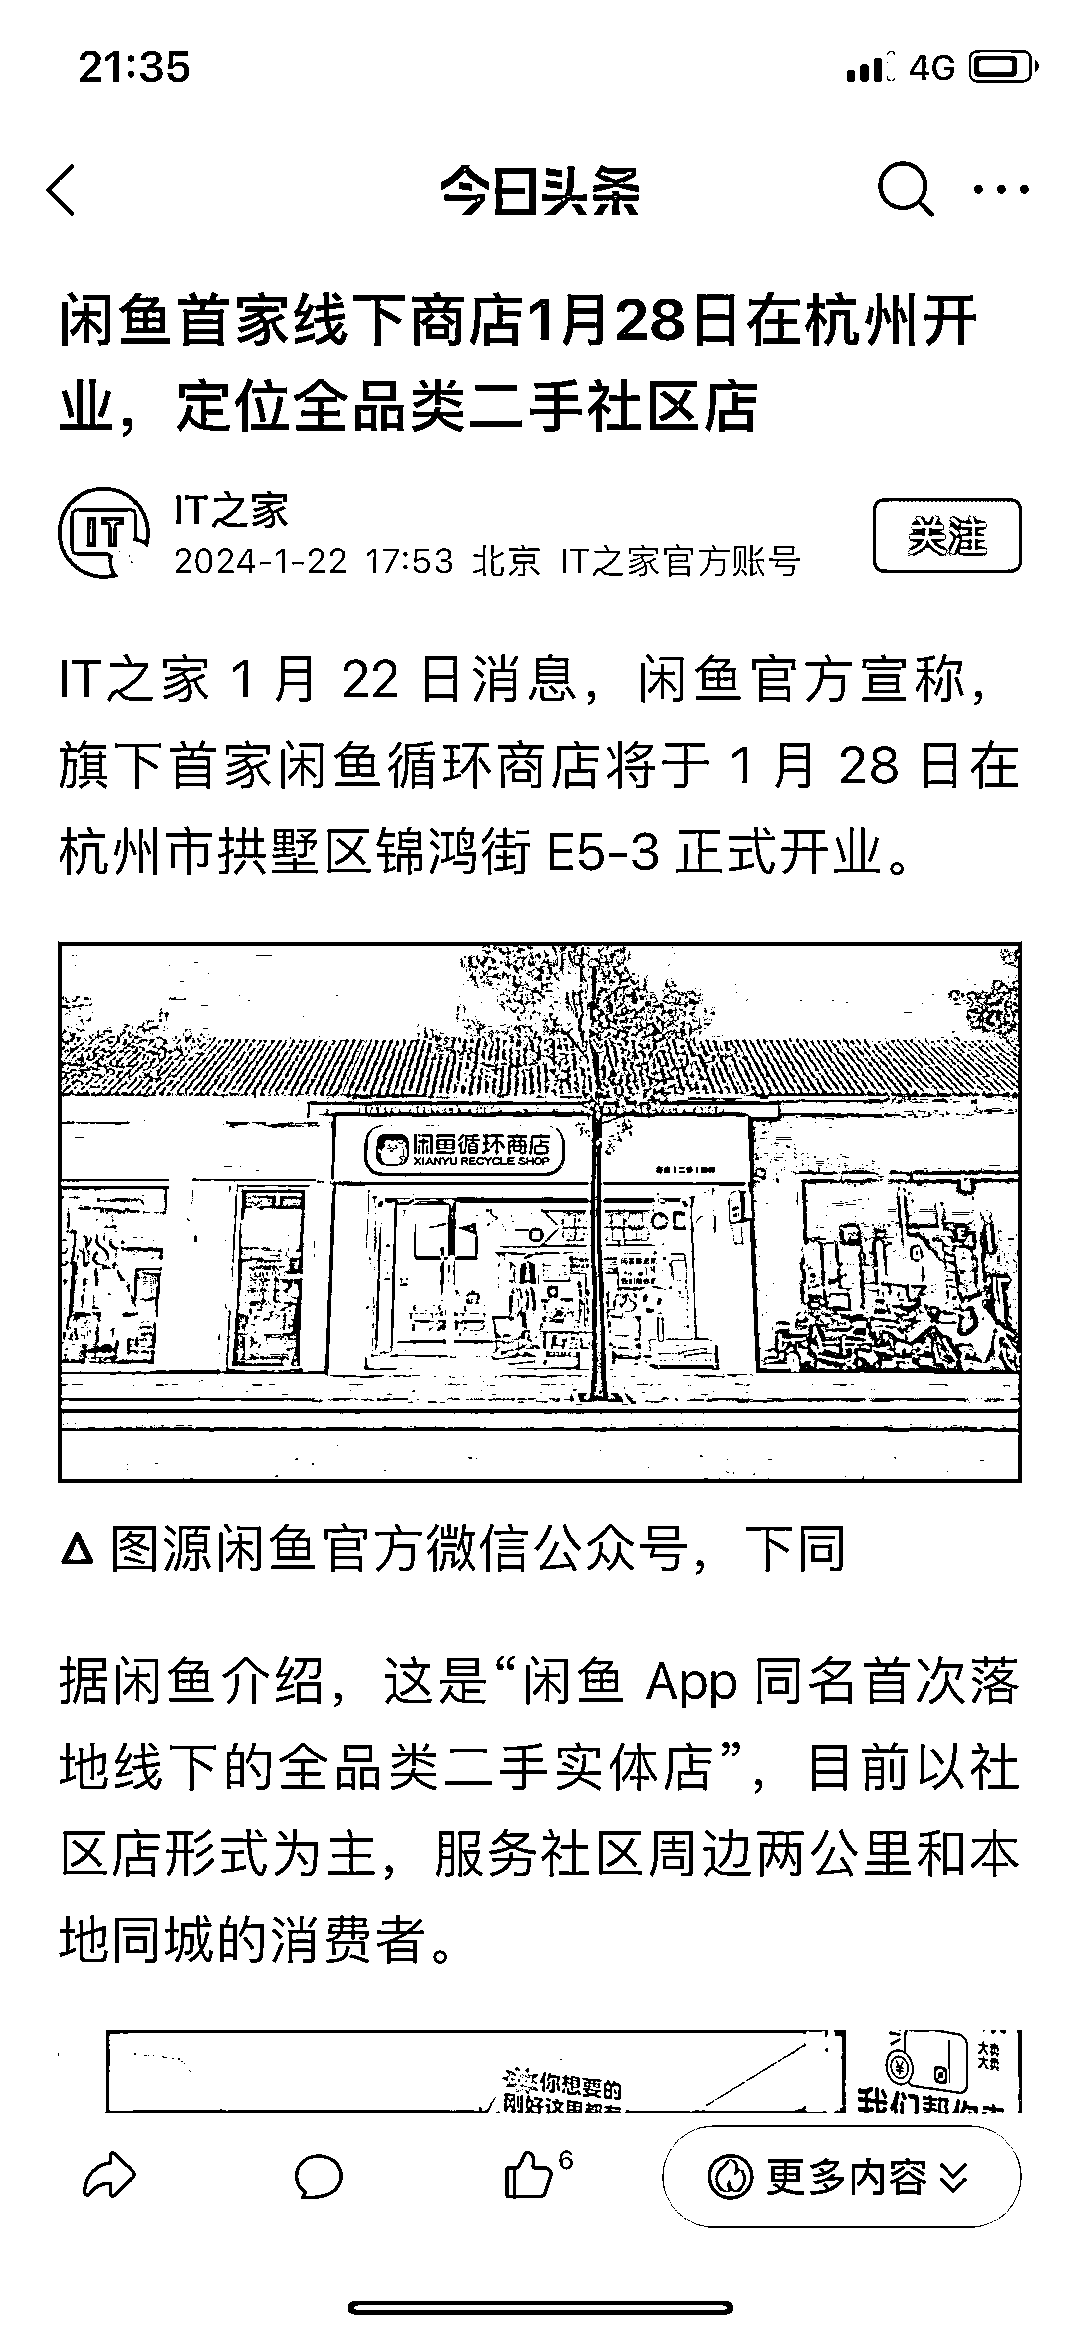 21:35
4G
今日头条
闲鱼首家线下商店1月28日在杭州开
业，定位全品类二手社区店
IT
IT之家
2024-1-22 17:53 北京 IT之家官方账号
关注
IT之家 1 月 22 日消息，闲鱼官方宣称，
旗下首家闲鱼循环商店将于 1 月 28 日在
杭州市拱墅区锦鸿街 E5-3 正式开业。
闲鱼循环商店
XIANYU RECYCLE SHOP
图源闲鱼官方微信公众号，下同
据闲鱼介绍，这是“闲鱼 App 同名首次落
地线下的全品类二手实体店”，目前以社
区店形式为主，服务社区周边两公里和本
地同城的消费者。
你想要的
刚好这里都有
我们帮你卖
6
更多内容